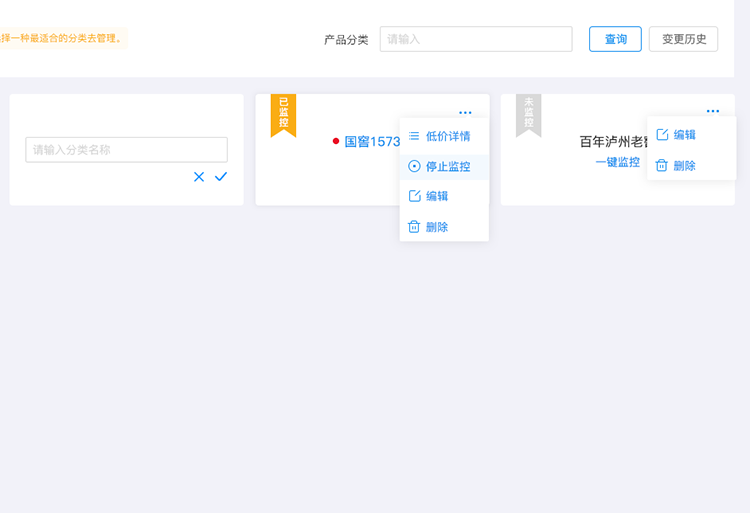 择一种最适合的分类去管理。
产品分类
请输入
查询
变更历史
请输入分类名称
已监控
国窖1573
低价详情
停止监控
编辑
删除
未监控
百年泸州老窖
一键监控
编辑
删除